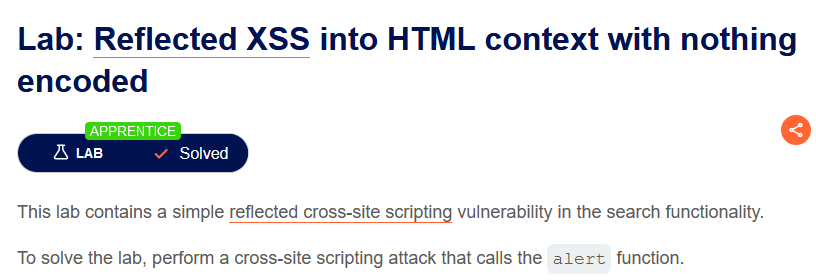 Lab: Reflected XSS into HTML context with nothing
encoded
APPRENTICE
LAB Solved
This lab contains a simple reflected cross-site scripting vulnerability in the search functionality.
To solve the lab, perform a cross-site scripting attack that calls the alert function.